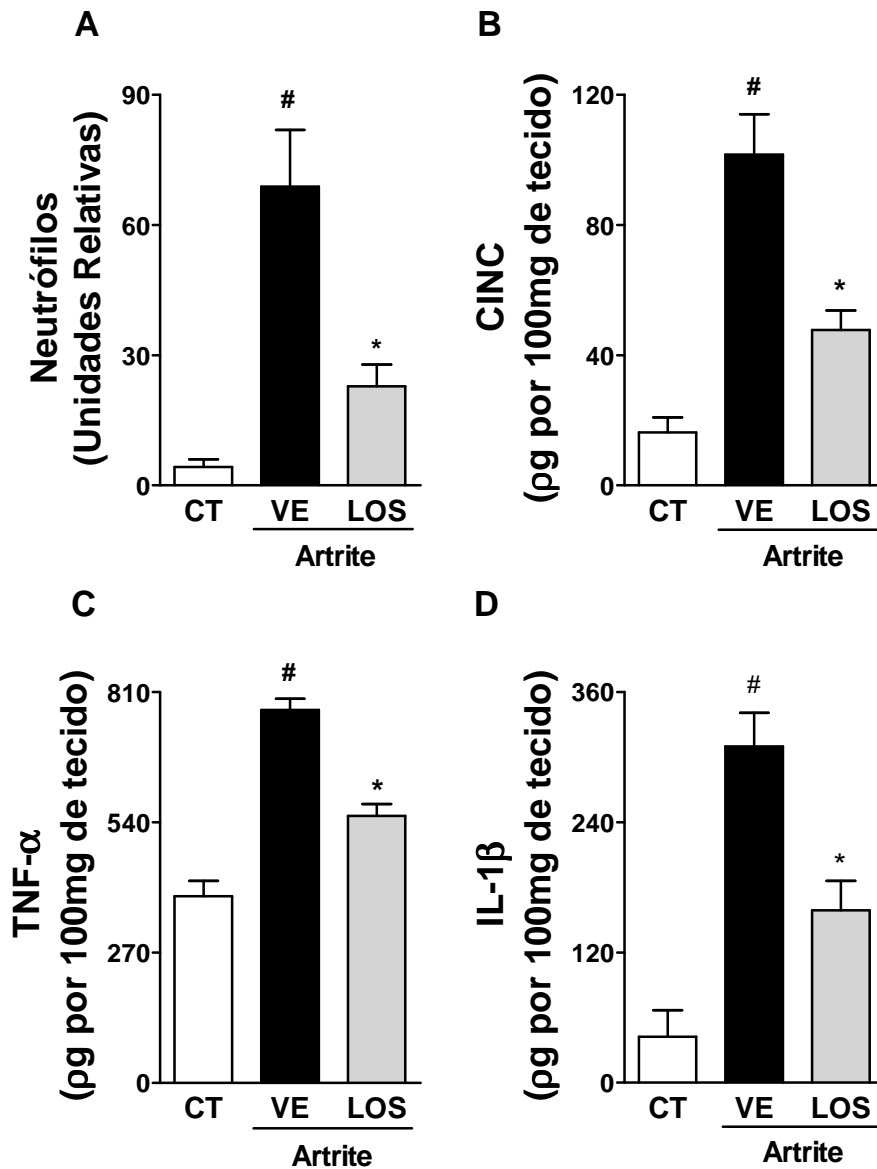 A
Neutrófilos
(Unidades Relativas)
90
60
30
0
#
*
CT VE LOS
Artrite
B
CINC
(ρg por 100mg de tecido)
120
80
40
0
#
*
CT VE LOS
Artrite
C
TNF-α
(ρg por 100mg de tecido)
810
540
270
0
#
*
CT VE LOS
Artrite
D
IL-1β
(ρg por 100mg de tecido)
360
240
120
0
#
*
CT VE LOS
Artrite